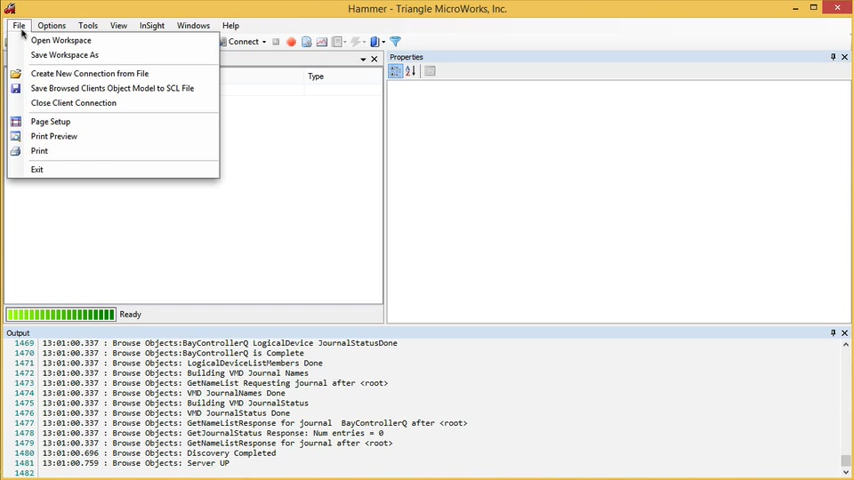 Hammer - Triangle MicroWorks, Inc.
File Options Tools View InSight Windows Help
Open Workspace
Save Workspace As
Create New Connection from File
Save Browsed Clients Object Model to SCL File
Close Client Connection
Page Setup
Print Preview
Print
Exit
Connect
Type
Properties
Ready
Output
1469 13:01:00.337 : Browse Objects:BayControllerQ LogicalDevice JournalStatusDone
1470 13:01:00.337 : Browse Objects:BayControllerQ is Complete
1471 13:01:00.337 : Browse Objects: LogicalDeviceListMembers Done
1472 13:01:00.337 : Browse Objects: Building VMD Journal Names
1473 13:01:00.337 : Browse Objects: GetNameList Requesting journal after <root>
1474 13:01:00.337 : Browse Objects: VMD JournalNames Done
1475 13:01:00.337 : Browse Objects: Building VMD JournalStatus
1476 13:01:00.337 : Browse Objects: VMD JournalStatus Done
1477 13:01:00.337 : Browse Objects: GetNameListResponse for journal BayControllerQ after <root>
1478 13:01:00.337 : Browse Objects: GetJournalStatus Response: Num entries = 0
1479 13:01:00.337 : Browse Objects: GetNameListResponse for journal after <root>
1480 13:01:00.696 : Browse Objects: Discovery Completed
1481 13:01:00.759 : Browse Objects: Server UP
1482